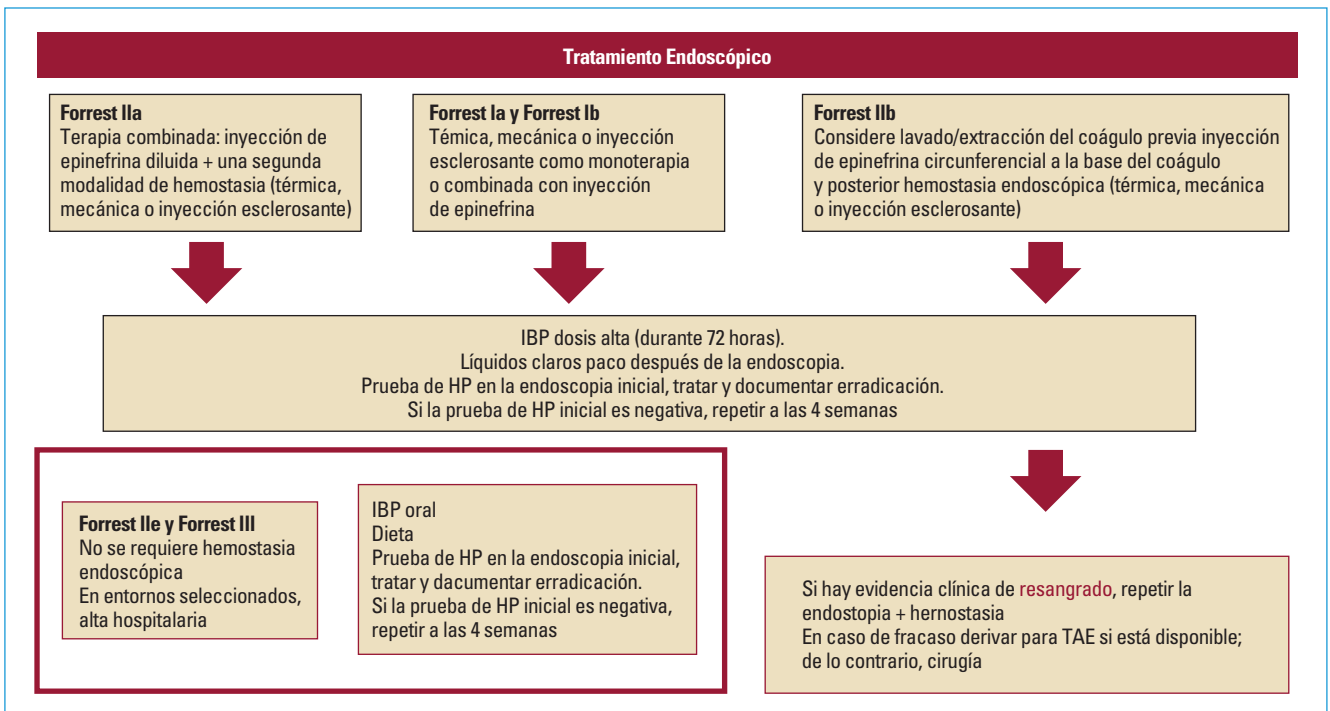 Tratamiento Endoscópico
Forrest IIa
Terapia combinada: inyección de
epinefrina diluida + una segunda
modalidad de hemostasia (térmica,
mecánica o inyección esclerosante)
Forrest Ia y Forrest Ib
Témica, mecánica o inyección
esclerosante como monoterapia
o combinada con inyección
de epinefrina
Forrest IIb
Considere lavado/extracción del coágulo previa inyección
de epinefrina circunferencial a la base del coágulo
y posterior hemostasia endoscópica (térmica, mecánica
o inyección esclerosante)
IBP dosis alta (durante 72 horas).
Líquidos claros paco después de la endoscopia.
Prueba de HP en la endoscopia inicial, tratar y documentar erradicación.
Si la prueba de HP inicial es negativa, repetir a las 4 semanas
Forrest IIe y Forrest III
No se requiere hemostasia
endoscópica
En entornos seleccionados,
alta hospitalaria
IBP oral
Dieta
Prueba de HP en la endoscopia inicial,
tratar y dacumentar erradicación.
Si la prueba de HP inicial es negativa,
repetir a las 4 semanas
Si hay evidencia clínica de resangrado, repetir la
endostopia + hernostasia
En caso de fracaso derivar para TAE si está disponible;
de lo contrario, cirugía